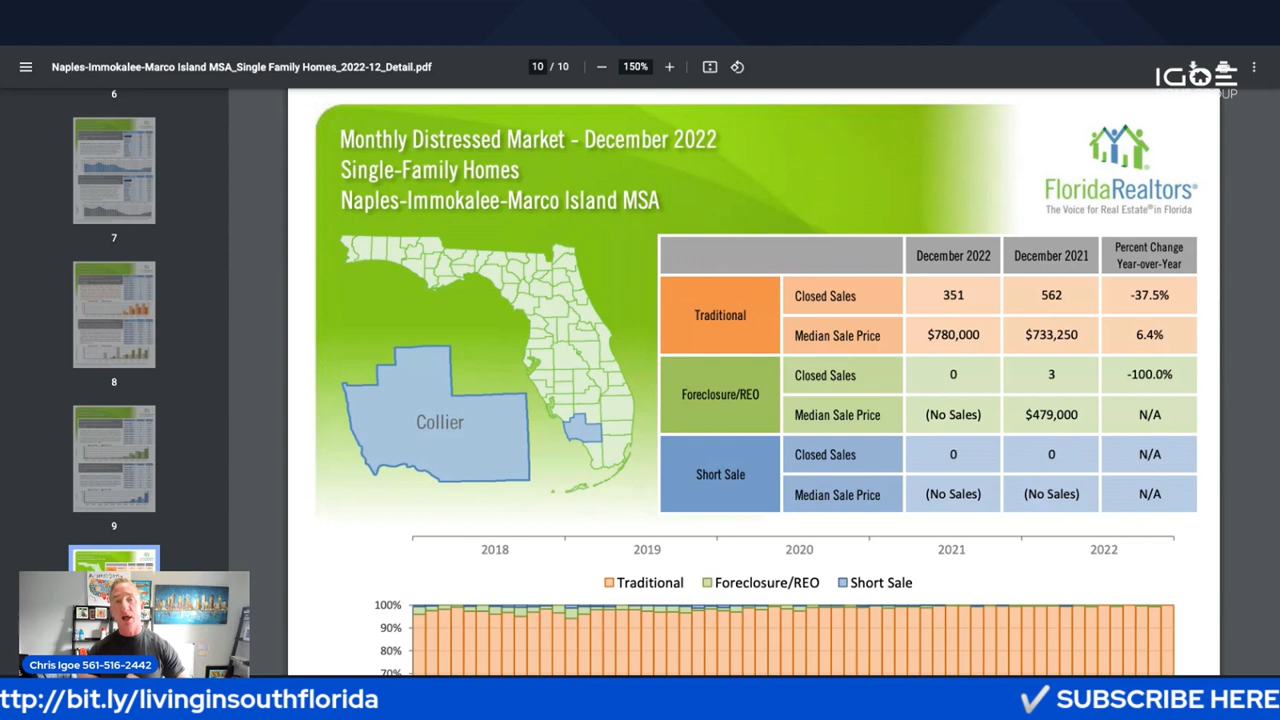 Naples-Immokalee-Marco Island MSA_Single Family Homes_2022-12_Detail.pdf
10 / 10
150%
IGOE
GROUP
6
7
8
9
Monthly Distressed Market - December 2022
Single-Family Homes
Naples-Immokalee-Marco Island MSA
FloridaRealtors®
The Voice for Real Estate® in Florida
Collier
December 2022
December 2021
Percent Change
Year-over-Year
Traditional
Closed Sales
351
562
-37.5%
Median Sale Price
$780,000
$733,250
6.4%
Foreclosure/REO
Closed Sales
0
3
-100.0%
Median Sale Price
(No Sales)
$479,000
N/A
Short Sale
Closed Sales
0
0
N/A
Median Sale Price
(No Sales)
(No Sales)
N/A
2018
2019
2020
2021
2022
Traditional
Foreclosure/REO
Short Sale
100%
90%
80%
70%
Chris Igoe 561-516-2442
ttp://bit.ly/livinginsouthflorida
SUBSCRIBE HERE